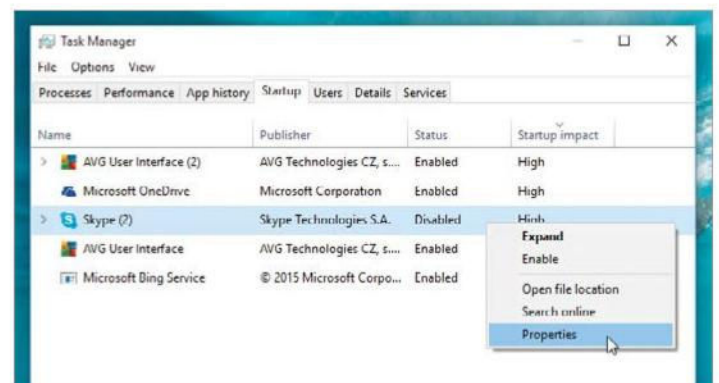 Task Manager
File Options View
Processes Performance App history Startup Users Details Services
Name Publisher Status Startup impact
AVG User Interface (2) AVG Technologies CZ, s.... Enabled High
Microsoft OneDrive Microsoft Corporation Enabled High
Skype (2) Skype Technologies S.A. Disabled High
AVG User Interface AVG Technologies CZ, s.... Enabled
Microsoft Bing Service © 2015 Microsoft Corpo... Enabled
Expand
Enable
Open file location
Search online
Properties